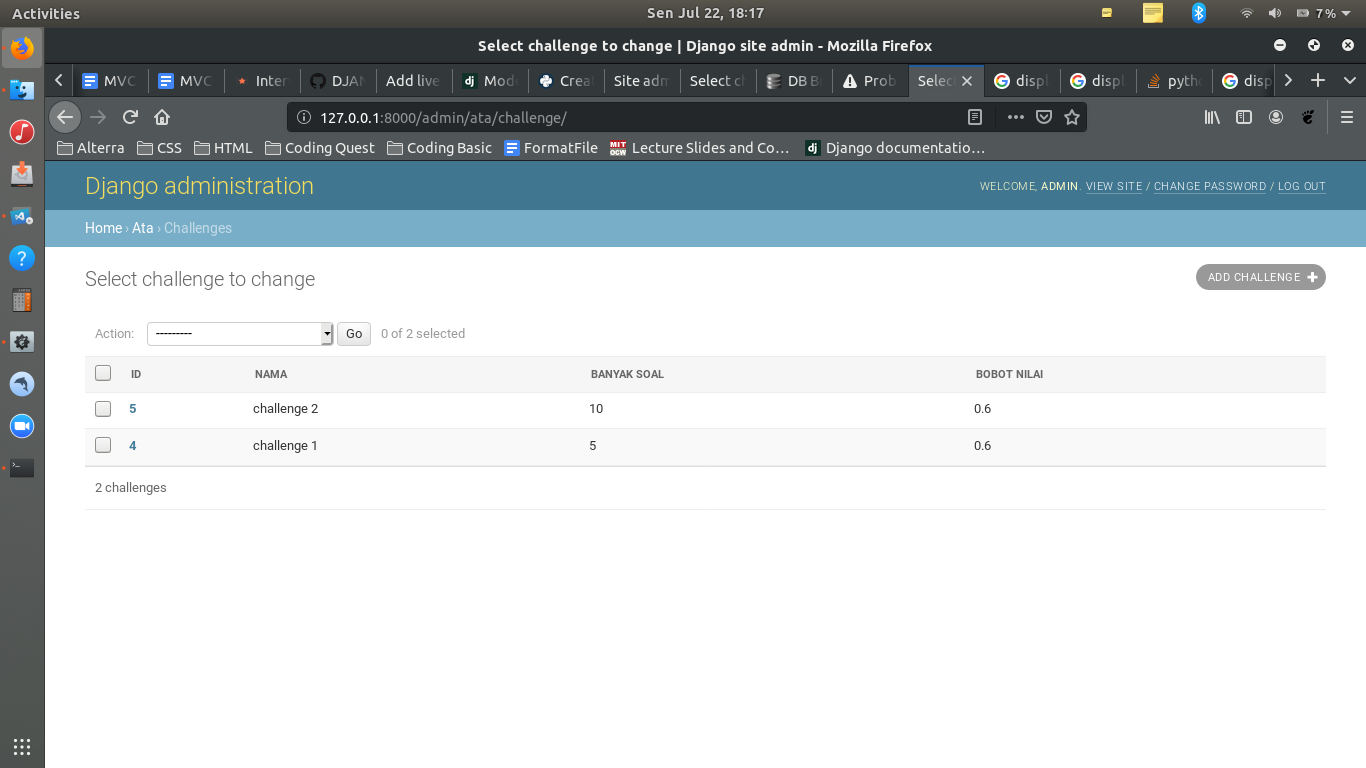 Activities
Sen Jul 22, 18:17
7%
Select challenge to change | Django site admin - Mozilla Firefox
MVC MVC Inter DJAN Add live Mode Crea Site adm Select ch DB B Prob Select displ displ pytho disp
127.0.0.1:8000/admin/ata/challenge/
Alterra CSS HTML Coding Quest Coding Basic FormatFile MIT OCW Lecture Slides and Co... dj Django documentatio...
Django administration
WELCOME, ADMIN. VIEW SITE / CHANGE PASSWORD / LOG OUT
Home › Ata › Challenges
Select challenge to change
ADD CHALLENGE +
Action: --------- Go 0 of 2 selected
ID NAMA BANYAK SOAL BOBOT NILAI
5 challenge 2 10 0.6
4 challenge 1 5 0.6
2 challenges